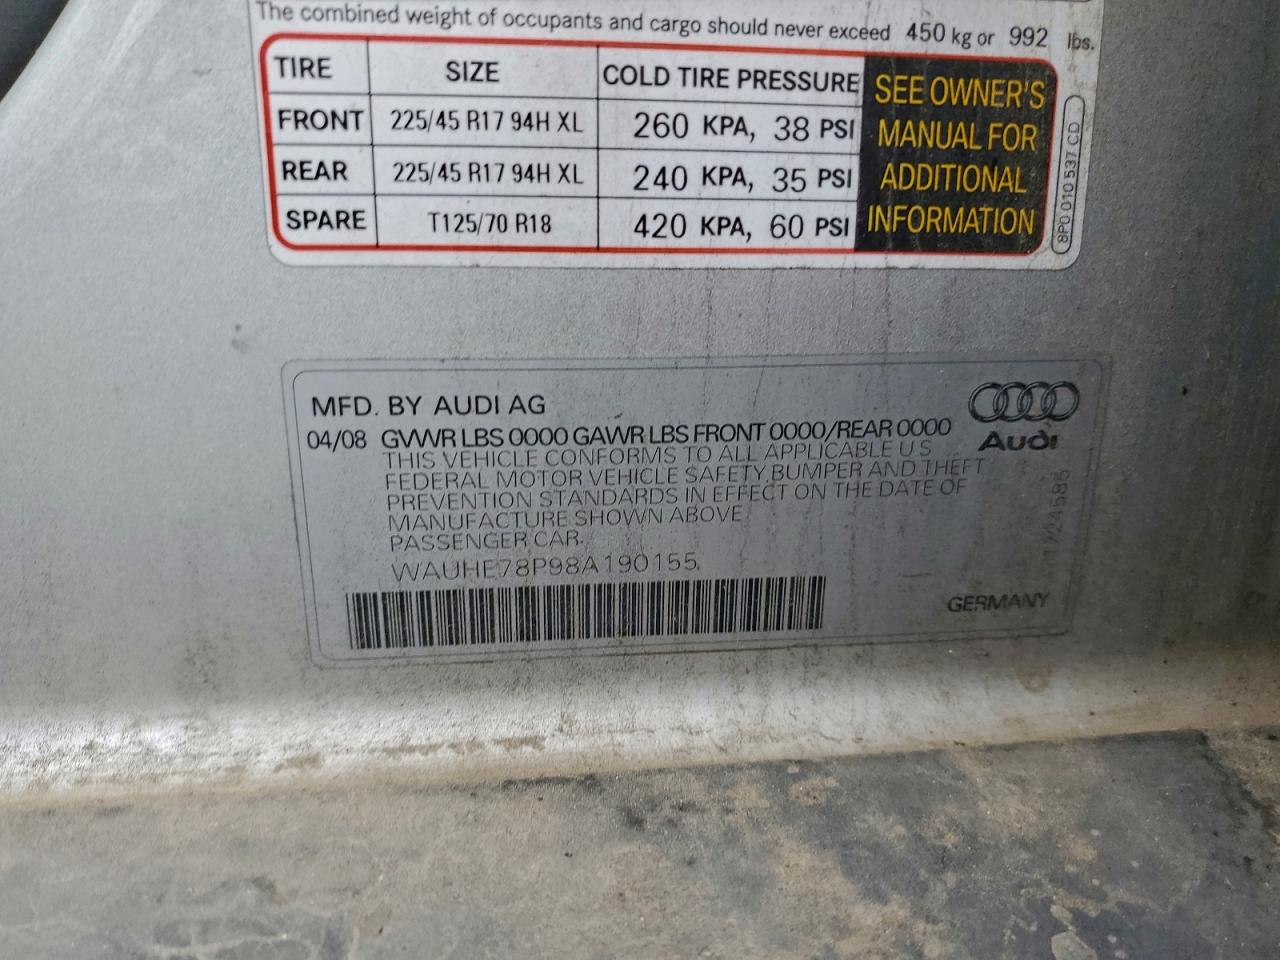 The combined weight of occupants and cargo should never exceed 450 kg or 992 lbs.
TIRE SIZE COLD TIRE PRESSURE
FRONT 225/45 R17 94H XL 260 KPA, 38 PSI
REAR 225/45 R17 94H XL 240 KPA, 35 PSI
SPARE T125/70 R18 420 KPA, 60 PSI
SEE OWNER'S
MANUAL FOR
ADDITIONAL
INFORMATION
8P0 010 537 CD
MFD. BY AUDI AG
04/08 GVWR LBS 0000 GAWR LBS FRONT 0000/REAR 0000
THIS VEHICLE CONFORMS TO ALL APPLICABLE U S
FEDERAL MOTOR VEHICLE SAFETY,BUMPER AND THEFT
PREVENTION STANDARDS IN EFFECT ON THE DATE OF
MANUFACTURE SHOWN ABOVE
PASSENGER CAR.
WAUHE78P98A190155
Audi
GERMANY